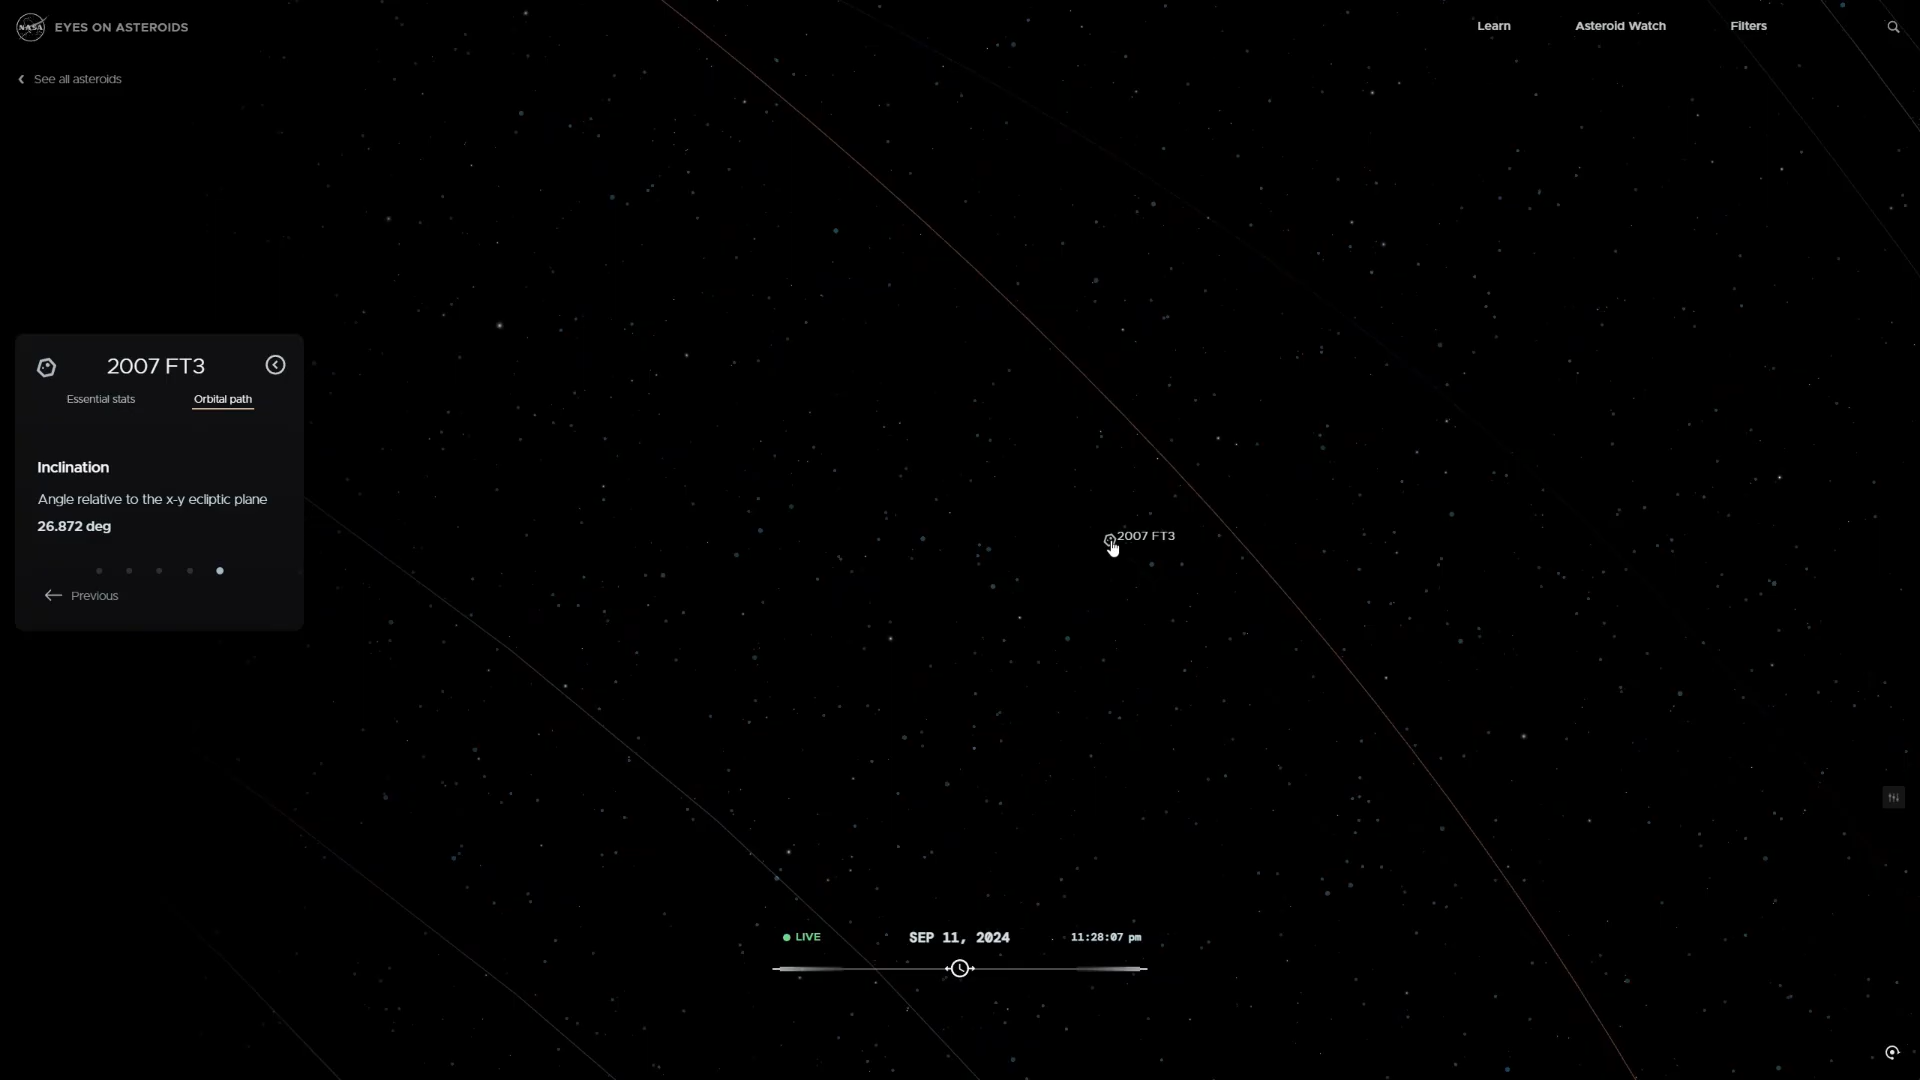 NASA
EYES ON ASTEROIDS
Learn
Asteroid Watch
Filters
See all asteroids
2007 FT3
Essential stats
Orbital path
Inclination
Angle relative to the x-y ecliptic plane
26.872 deg
Previous
2007 FT3
LIVE
SEP 11, 2024
11:28:07 pm